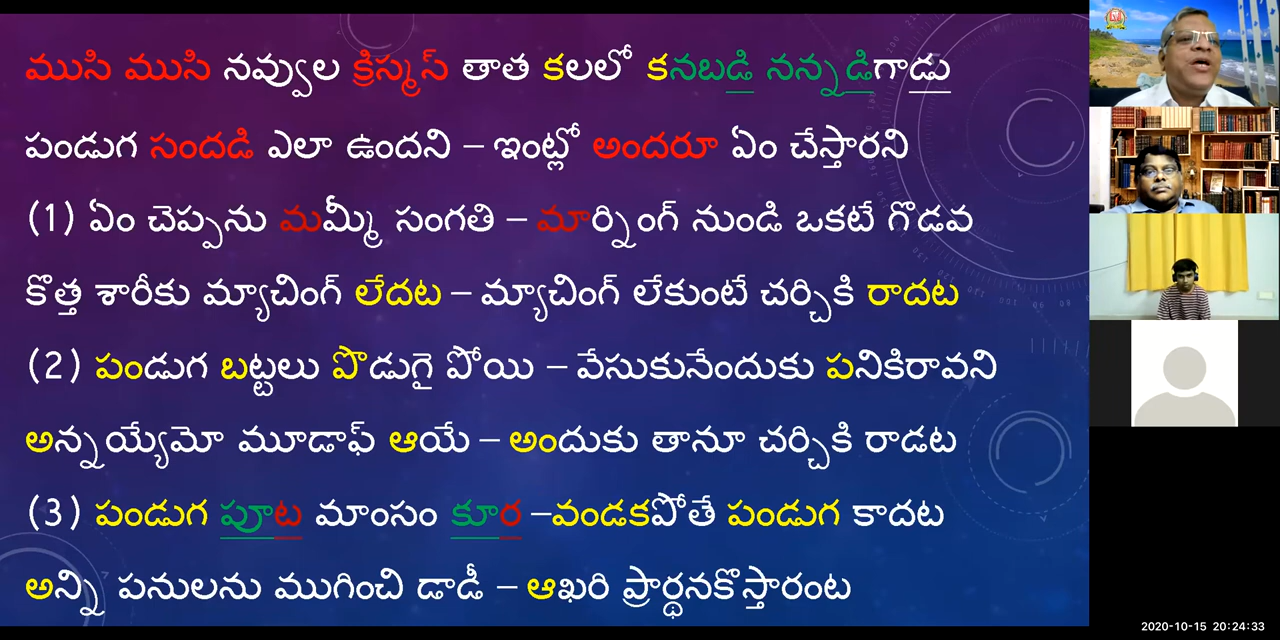 ముసి ముసి నవ్వుల క్రిస్మస్ తాత కలలో కనబడి నన్నడిగాడు
పండుగ సందడి ఎలా ఉందని – ఇంట్లో అందరూ ఏం చేస్తారని
(1) ఏం చెప్పను మమ్మీ సంగతి – మార్నింగ్ నుండి ఒకటే గొడవ
కొత్త శారీకు మ్యాచింగ్ లేదట – మ్యాచింగ్ లేకుంటే చర్చికి రాదట
(2) పండుగ బట్టలు పొడుగై పోయి – వేసుకునేందుకు పనికిరావని
అన్నయ్యేమో మూడాఫ్ ఆయే – అందుకు తానూ చర్చికి రాడట
(3) పండుగ పూట మాంసం కూర –వండకపోతే పండుగ కాదట
అన్ని పనులను ముగించి డాడీ – ఆఖరి ప్రార్థనకొస్తారంట
2020-10-15 20:24:33